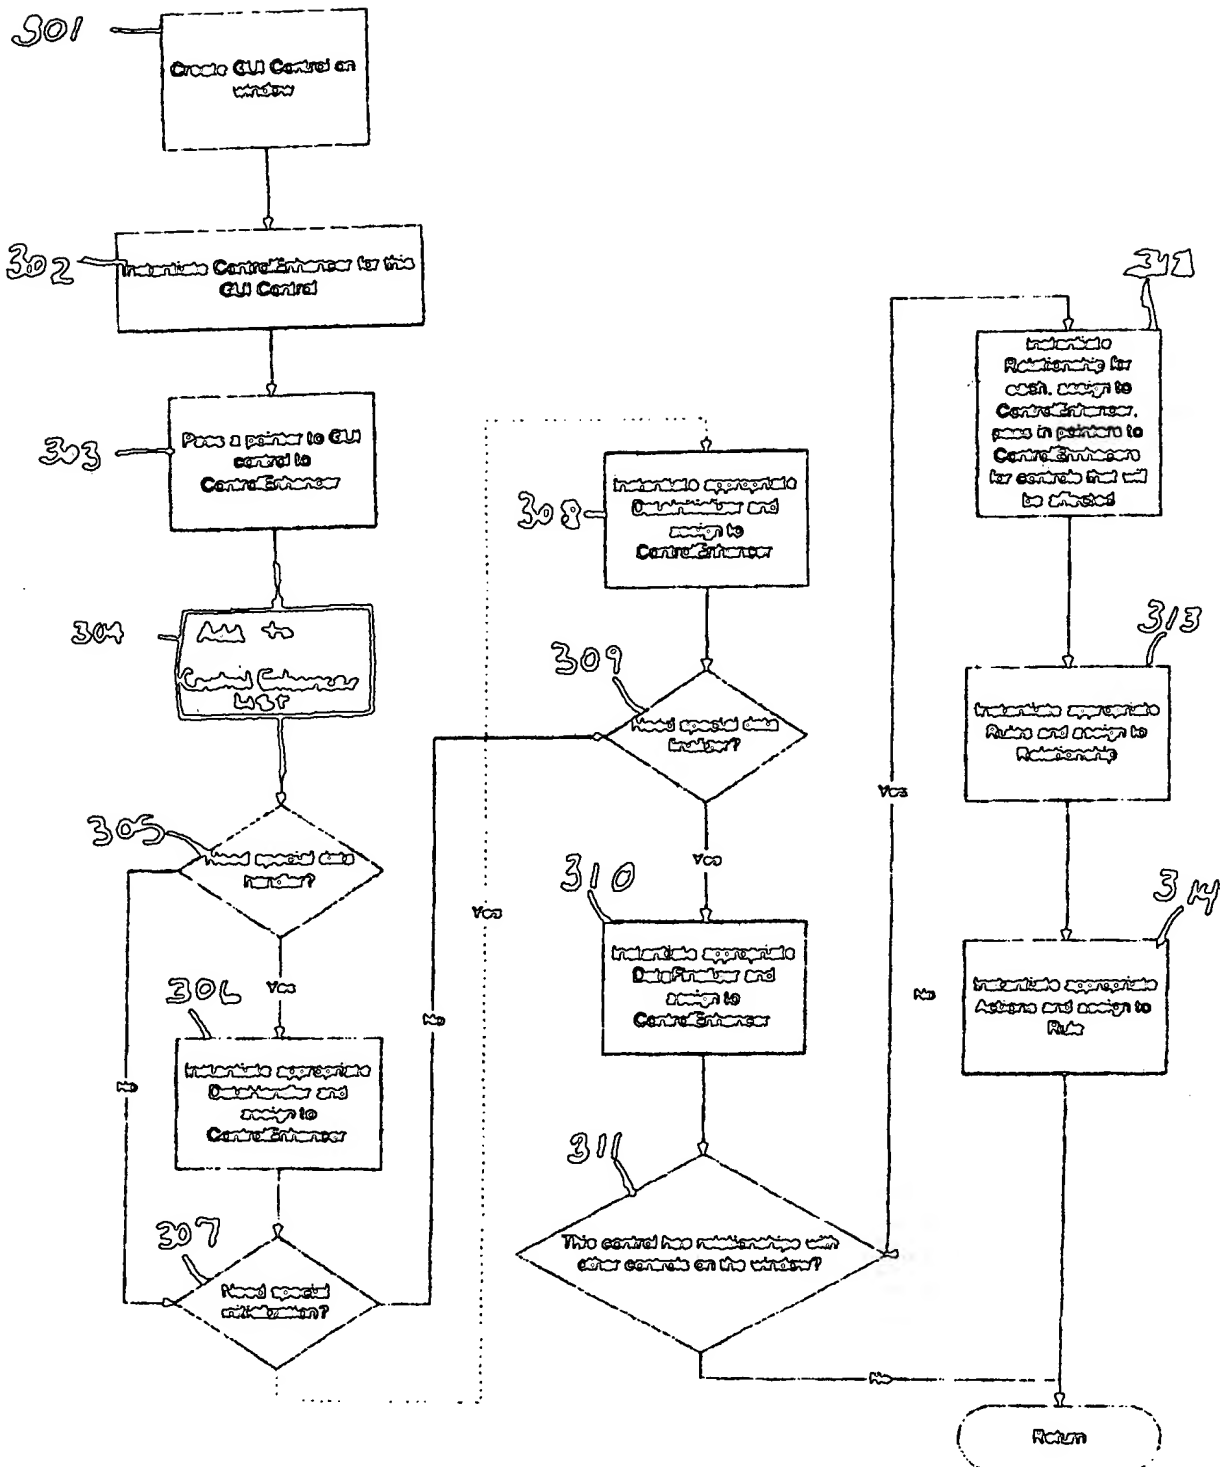 301
Create GUI Control on
window
302
Instantiate ControlEnhancer for this
GUI Control
303
Pass a pointer to GUI
control to
ControlEnhancer
304
Add to
Control Enhancer
List
305
Need special data
handler?
Yes
No
306
Instantiate appropriate
DataHandler and
assign to
ControlEnhancer
307
Need special
initialization?
No
Yes
308
Instantiate appropriate
DataInitializer and
assign to
ControlEnhancer
309
Need special data
finalizer?
Yes
310
Instantiate appropriate
DataFinalizer and
assign to
ControlEnhancer
311
This control has relationships with
other controls on the window?
Yes
No
No
312
Instantiate
Relationship for
each, assign to
ControlEnhancer,
pass in pointers to
ControlEnhancers
for controls that will
be affected
313
Instantiate appropriate
Rules and assign to
Relationship
314
Instantiate appropriate
Actions and assign to
Rule
Return